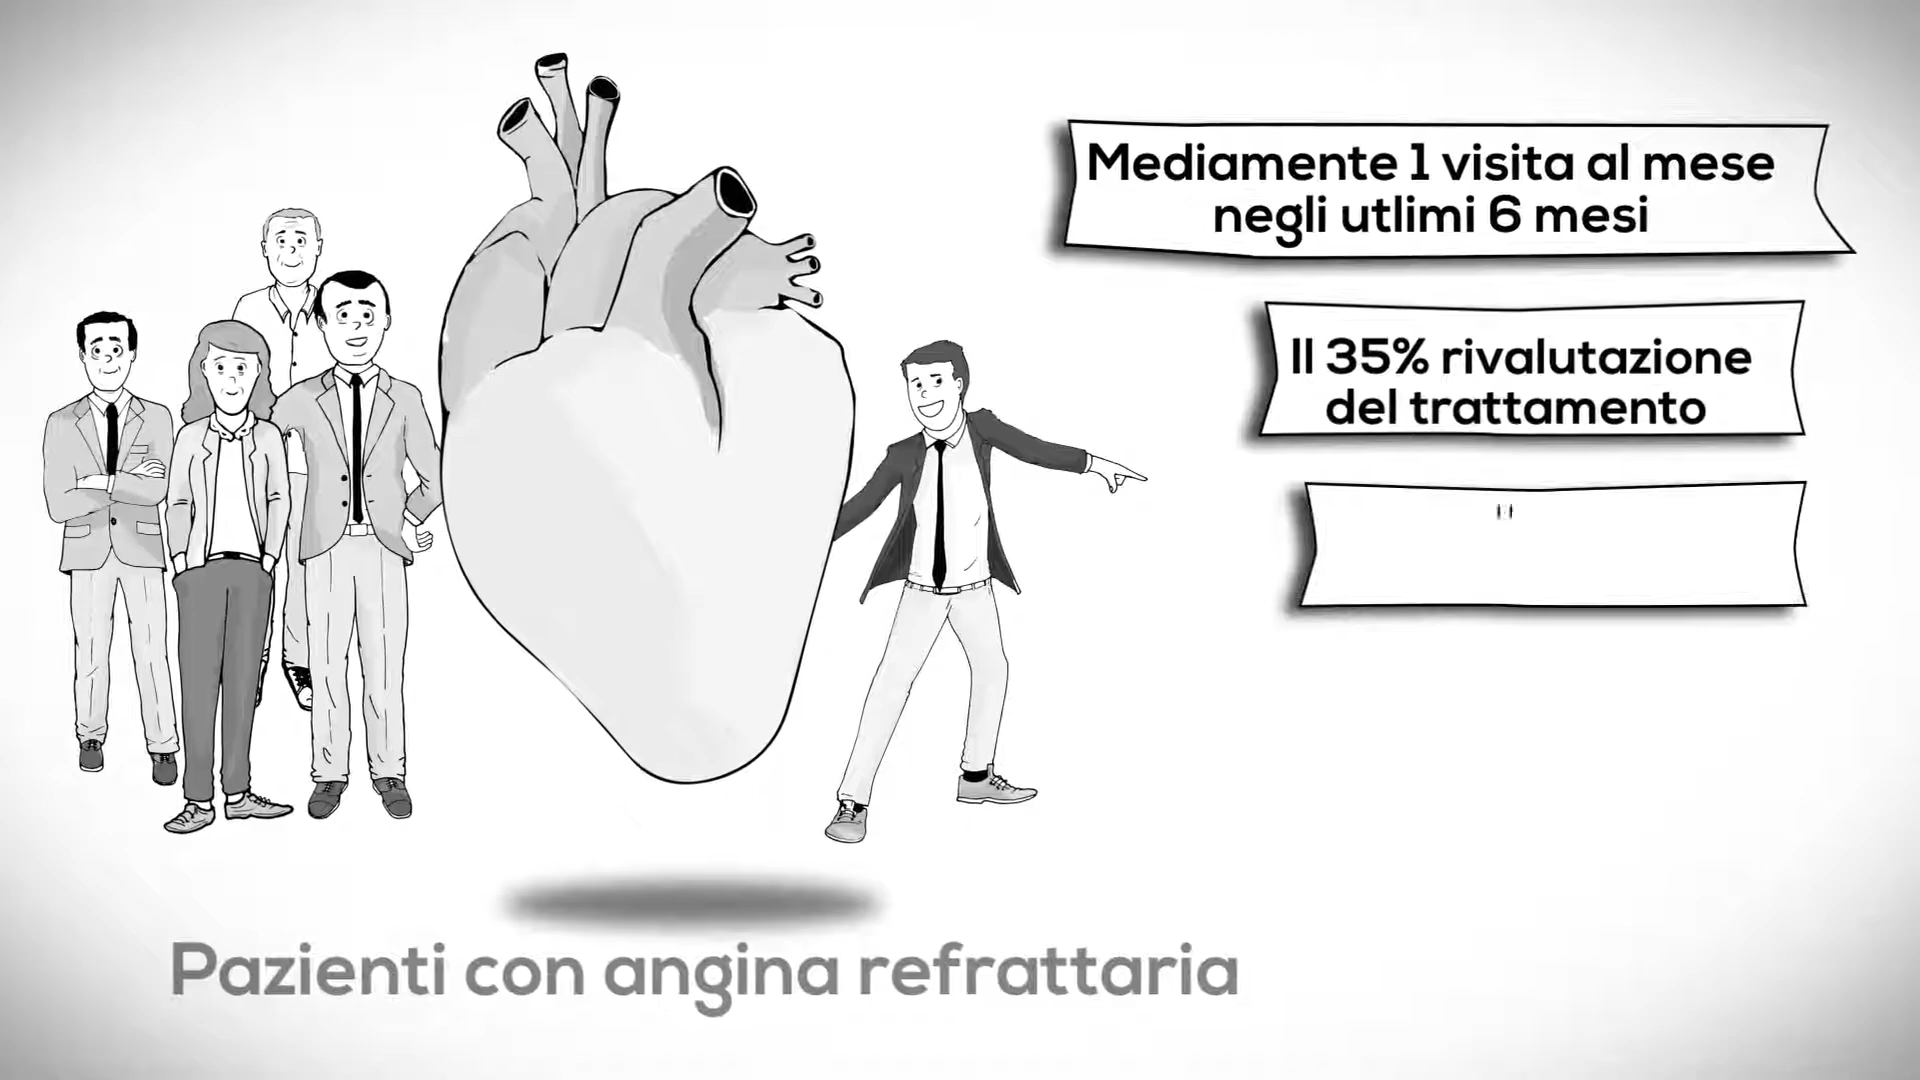 Mediamente 1 visita al mese
negli utlimi 6 mesi
Il 35% rivalutazione
del trattamento
Pazienti con angina refrattaria